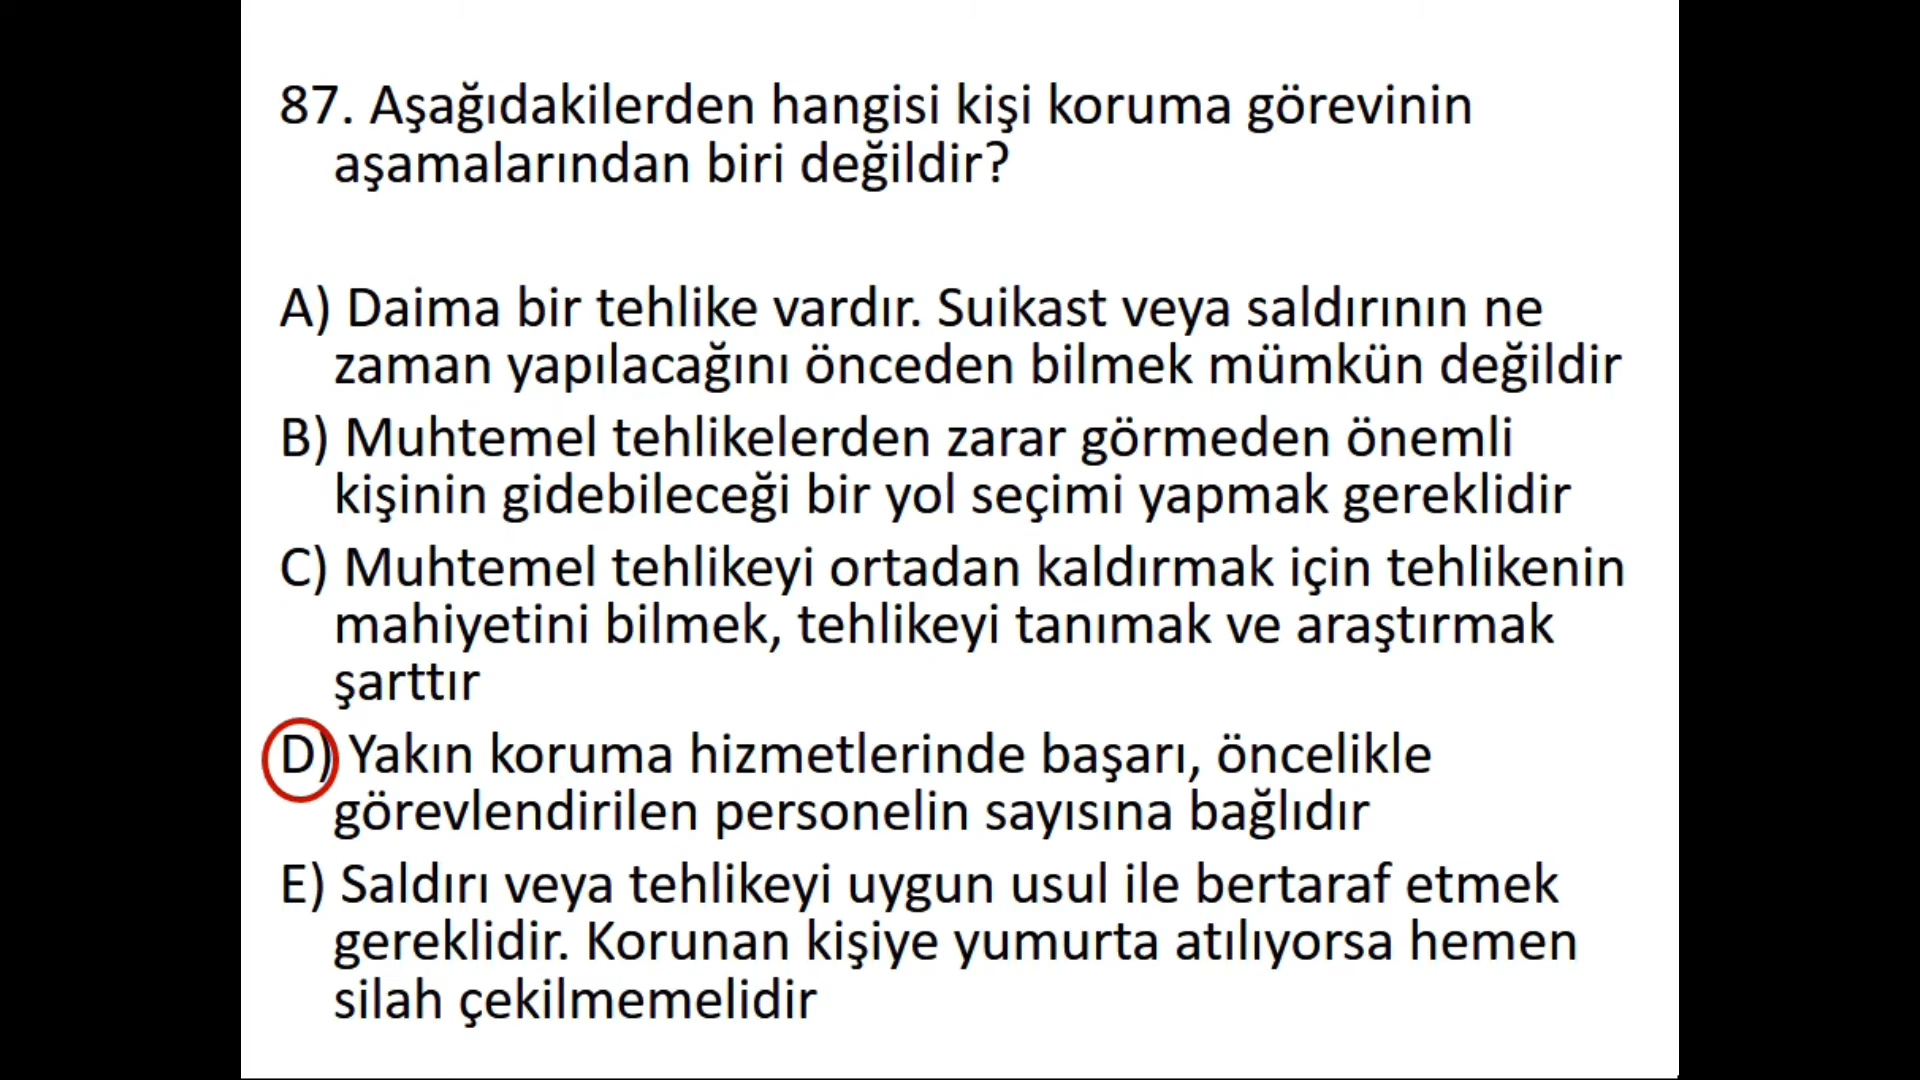 87. Aşağıdakilerden hangisi kişi koruma görevinin
aşamalarından biri değildir?
A) Daima bir tehlike vardır. Suikast veya saldırının ne
zaman yapılacağını önceden bilmek mümkün değildir
B) Muhtemel tehlikelerden zarar görmeden önemli
kişinin gidebileceği bir yol seçimi yapmak gereklidir
C) Muhtemel tehlikeyi ortadan kaldırmak için tehlikenin
mahiyetini bilmek, tehlikeyi tanımak ve araştırmak
şarttır
D) Yakın koruma hizmetlerinde başarı, öncelikle
görevlendirilen personelin sayısına bağlıdır
E) Saldırı veya tehlikeyi uygun usul ile bertaraf etmek
gereklidir. Korunan kişiye yumurta atılıyorsa hemen
silah çekilmemelidir